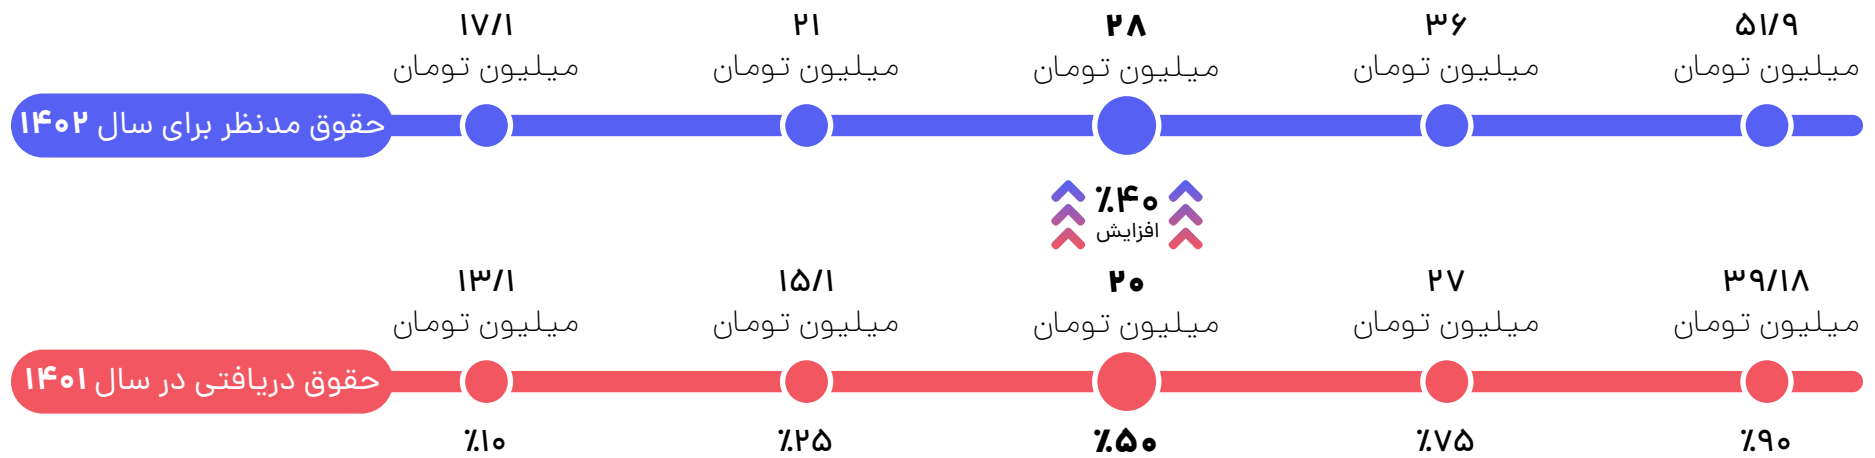 ۱۷/۱
میلیون تومان
۲۱
میلیون تومان
۲۸
میلیون تومان
۳۶
میلیون تومان
۵۱/۹
میلیون تومان
حقوق مدنظر برای سال ۱۴۰۲
٪۴۰
افزایش
۱۳/۱
میلیون تومان
۱۵/۱
میلیون تومان
۲۰
میلیون تومان
۲۷
میلیون تومان
۳۹/۱۸
میلیون تومان
حقوق دریافتی در سال ۱۴۰۱
٪۱۰
٪۲۵
٪۵۰
٪۷۵
٪۹۰